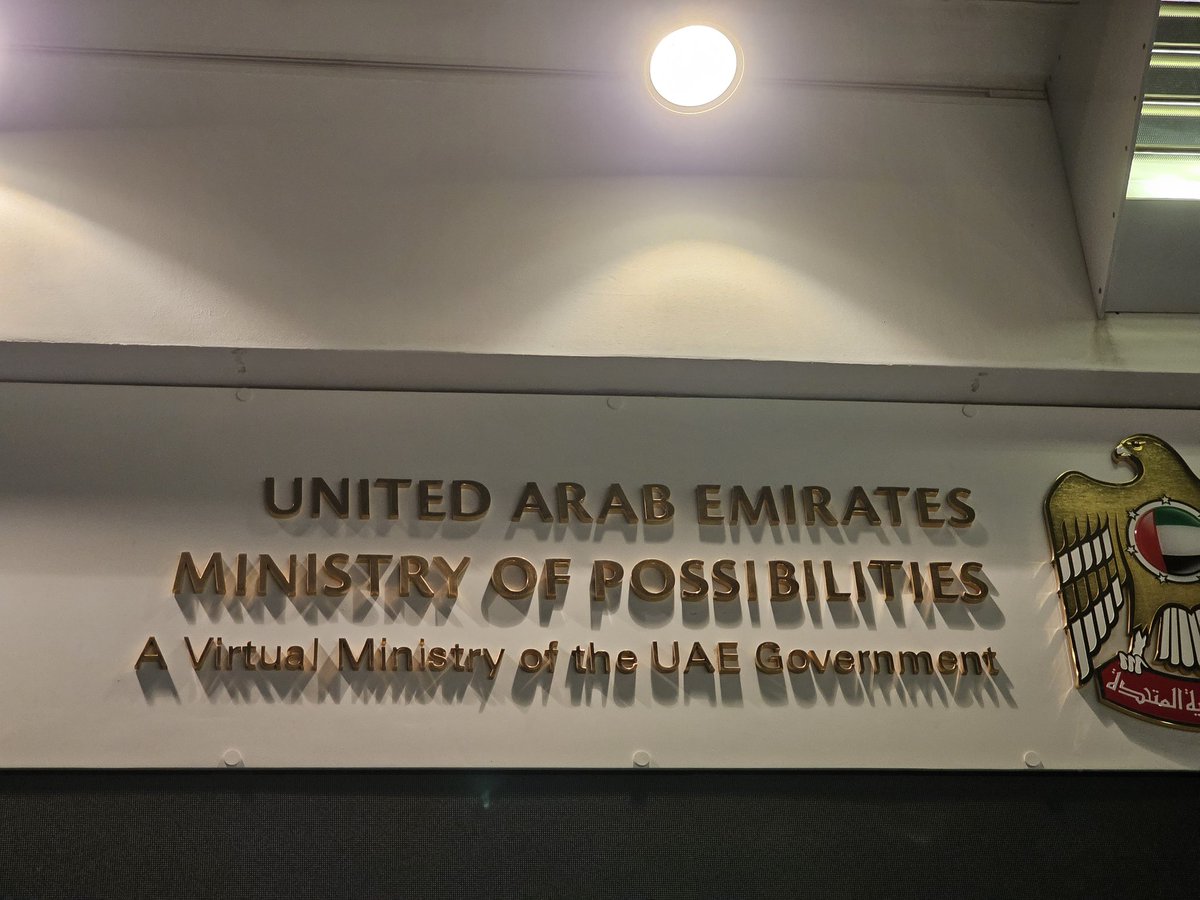 UNITED ARAB EMIRATES
MINISTRY OF POSSIBILITIES
A Virtual Ministry of the UAE Government
المتحدة